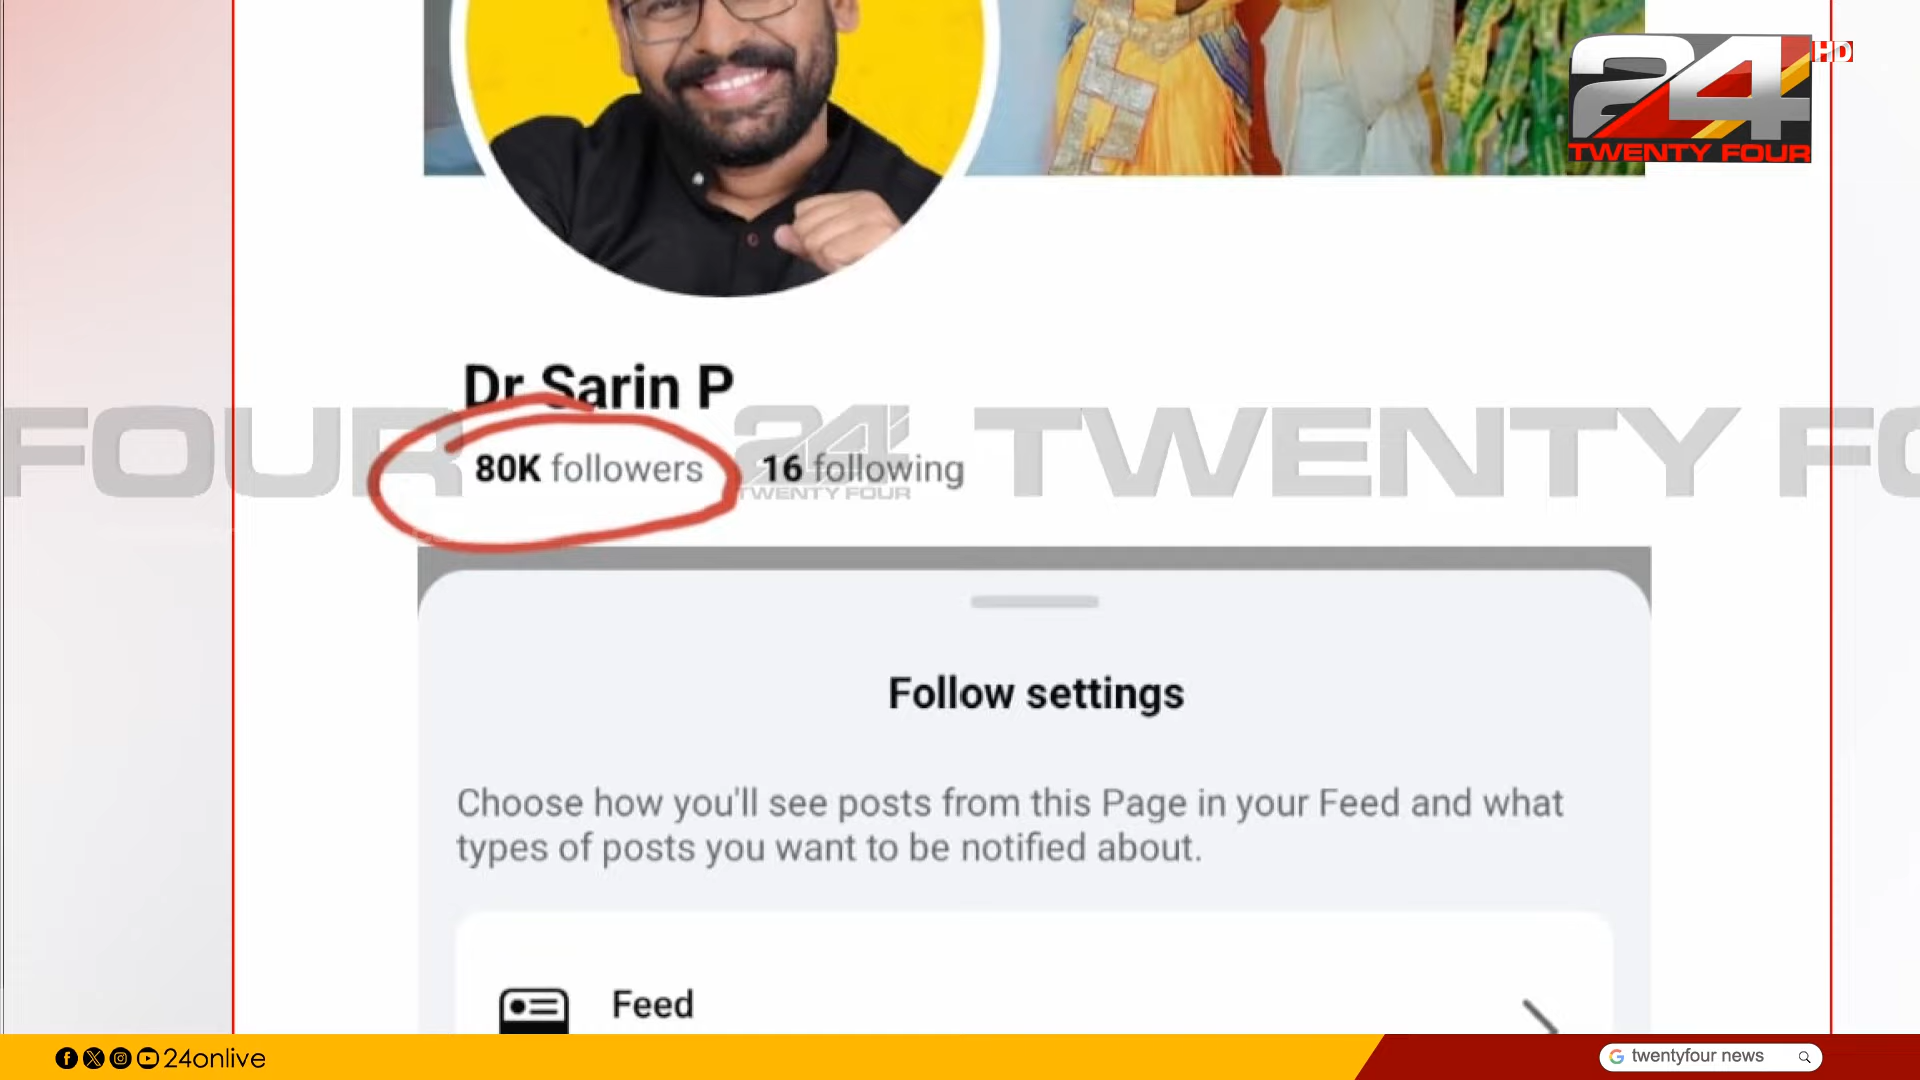 24 HD
TWENTY FOUR
Dr Sarin P
80K followers 16 following
FOUR 24 TWENTY FOUR TWENTY FO
Follow settings
Choose how you'll see posts from this Page in your Feed and what
types of posts you want to be notified about.
Feed
24onlive
twentyfour news